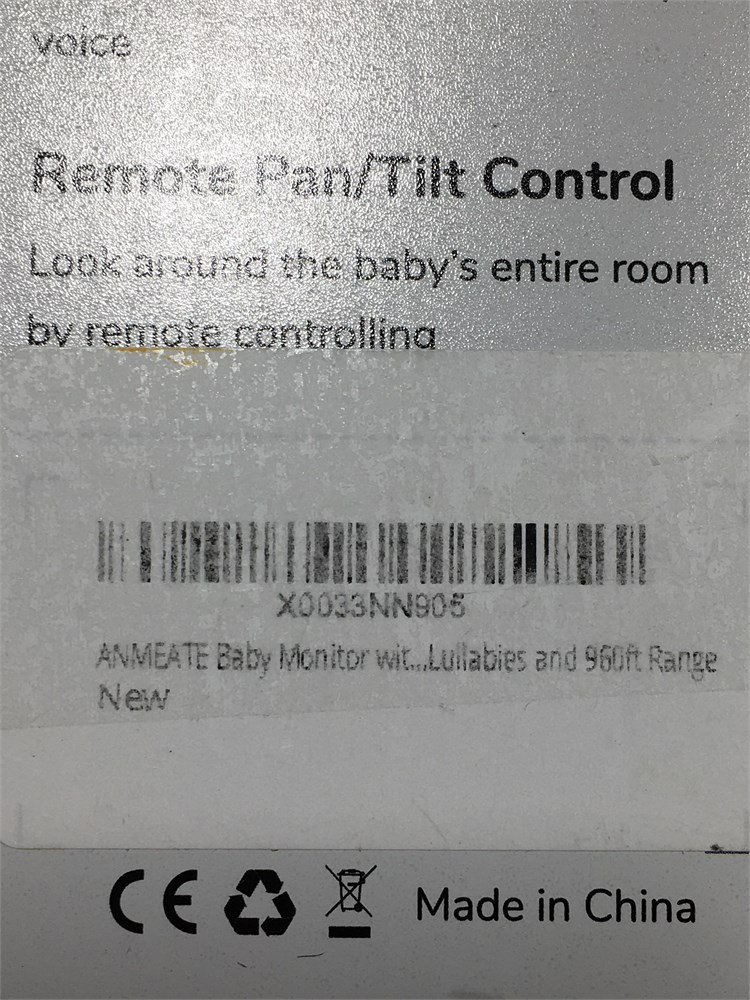 voice
Remote Pan/Tilt Control
Look around the baby's entire room
by remote controlling
X0033NN905
ANMEATE Baby Monitor wit...Lullabies and 960ft Range
New
CE
Made in China